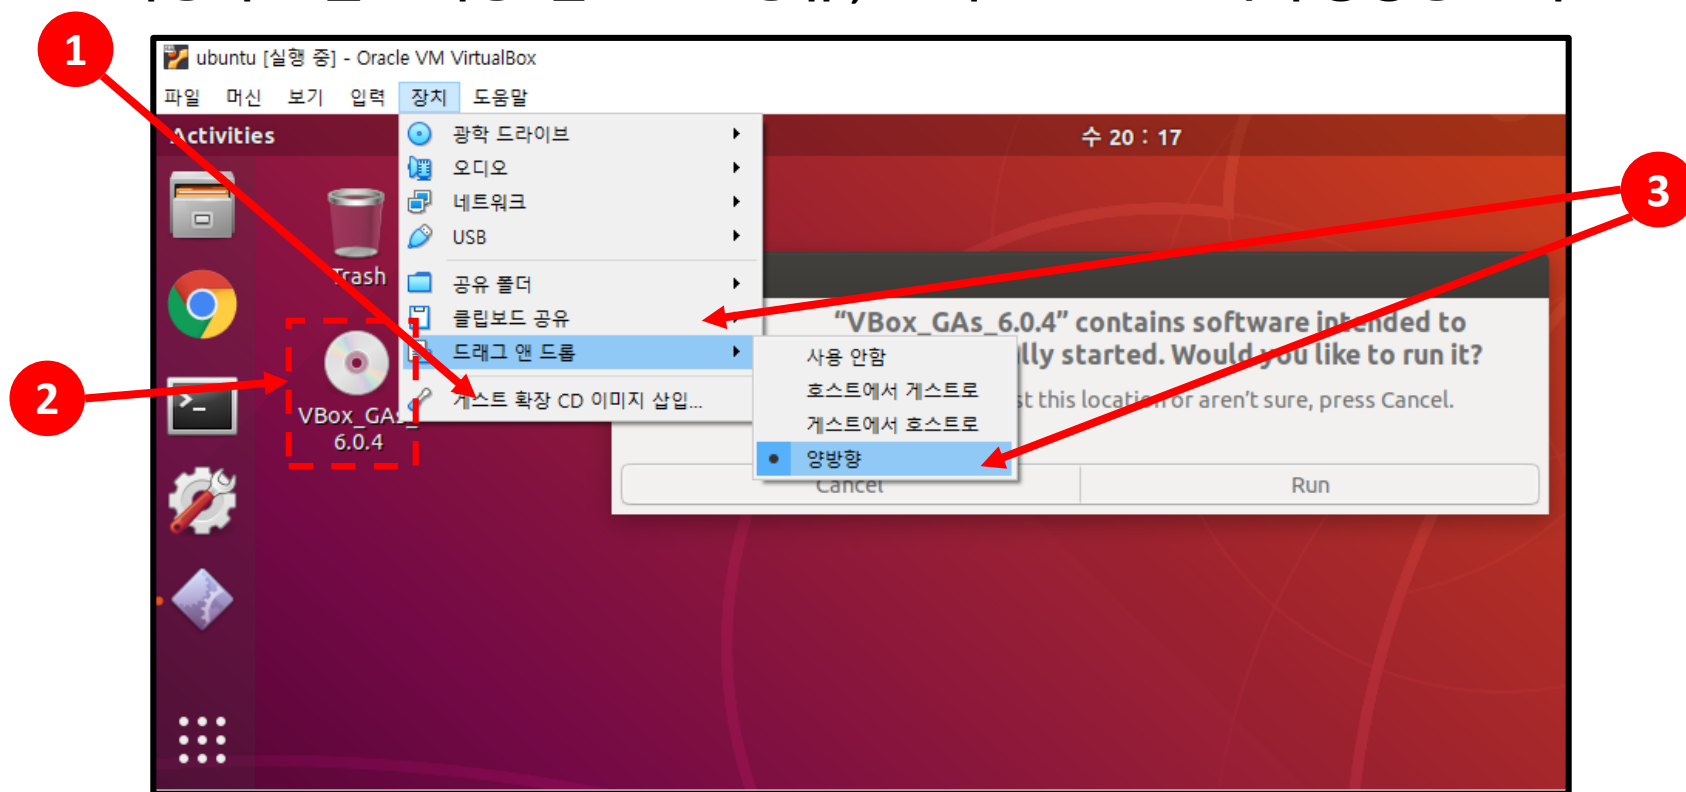 1
ubuntu [실행 중] - Oracle VM VirtualBox
파일 머신 보기 입력 장치 도움말
Activities
수 20 : 17
광학 드라이브
오디오
네트워크
USB
3
Trash
공유 폴더
클립보드 공유
"VBox_GAs_6.0.4" contains software intended to
드래그 앤 드롭
사용 안함
lly started. Would you like to run it?
2
호스트에서 게스트로
게스트 확장 CD 이미지 삽입...
st this location or aren't sure, press Cancel.
VBox_GAs_
6.0.4
게스트에서 호스트로
양방향
Cancel
Run